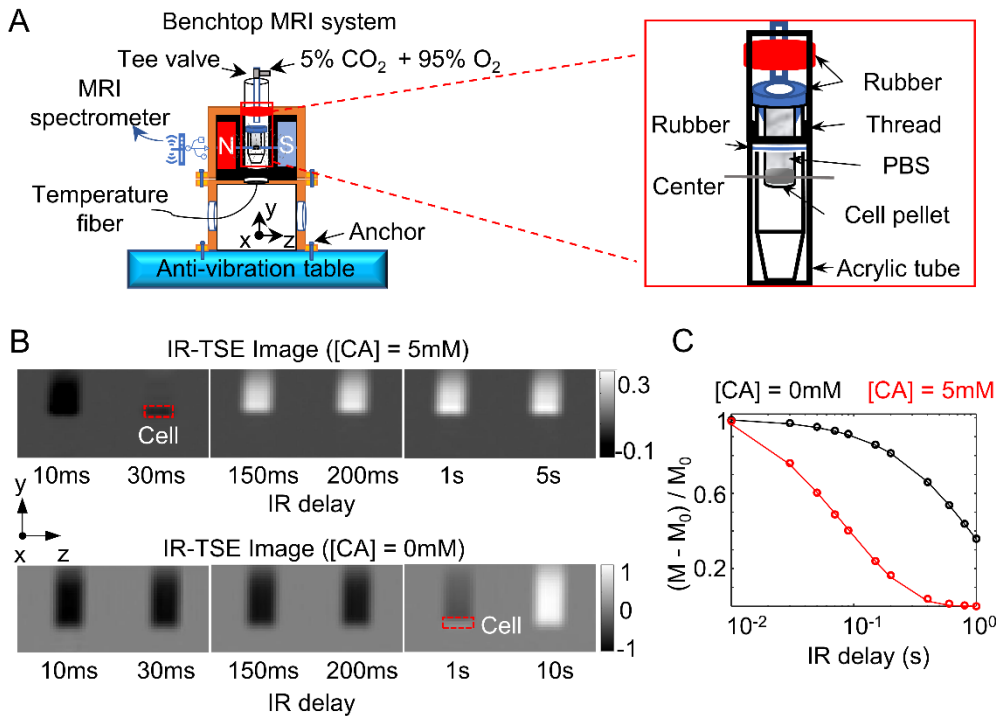 A
Benchtop MRI system
Tee valve
5% CO₂ + 95% O₂
MRI
spectrometer
N
S
Temperature
fiber
y
x
z
Anchor
Anti-vibration table
Rubber
Rubber
Thread
PBS
Center
Cell pellet
Acrylic tube
B
IR-TSE Image ([CA] = 5mM)
Cell
0.3
-0.1
10ms 30ms 150ms 200ms 1s 5s
IR delay
y
x z
IR-TSE Image ([CA] = 0mM)
Cell
1
0
-1
10ms 30ms 150ms 200ms 1s 10s
IR delay
C
[CA] = 0mM [CA] = 5mM
(M - M₀) / M₀
1
0.6
0.2
10⁻² 10⁻¹ 10⁰
IR delay (s)